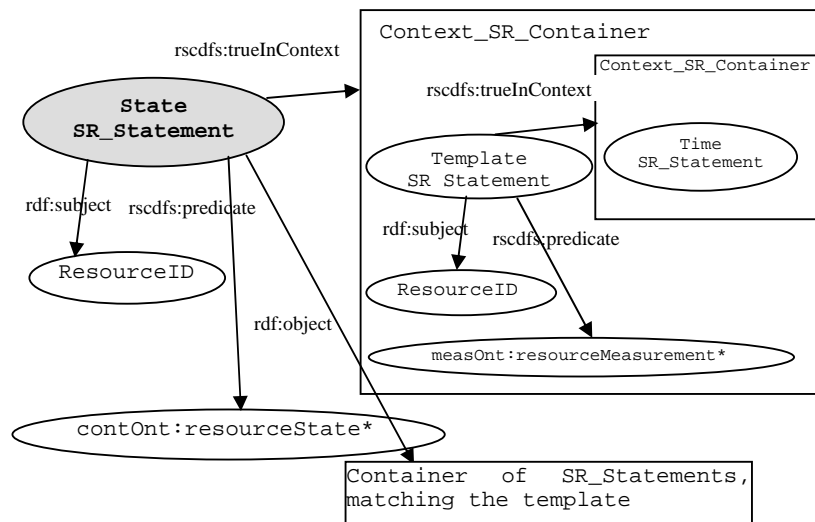 Context_SR_Container
rscdfs:trueInContext
Context_SR_Container
rscdfs:trueInContext
State
SR_Statement
Time
SR_Statement
Template
SR Statement
rdf:subject
rscdfs:predicate
rdf:subject
rscdfs:predicate
ResourceID
ResourceID
rdf:object
measOnt:resourceMeasurement*
contOnt:resourceState*
Container of SR_Statements,
matching the template